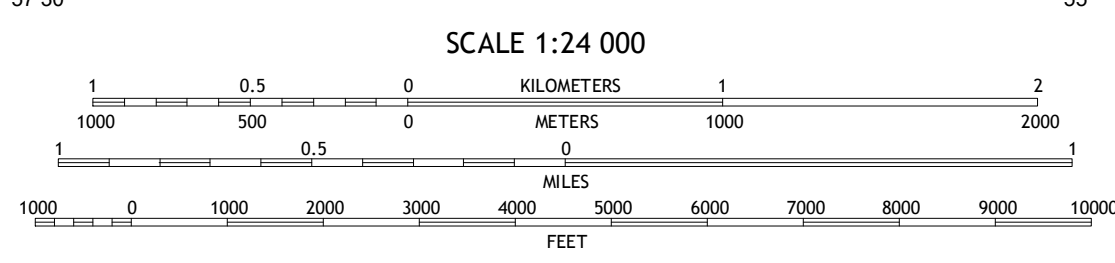 SCALE 1:24 000
1 0.5 0 KILOMETERS 1 2
1000 500 0 METERS 1000 2000
1 0.5 0 1
MILES
1000 0 1000 2000 3000 4000 5000 6000 7000 8000 9000 10000
FEET